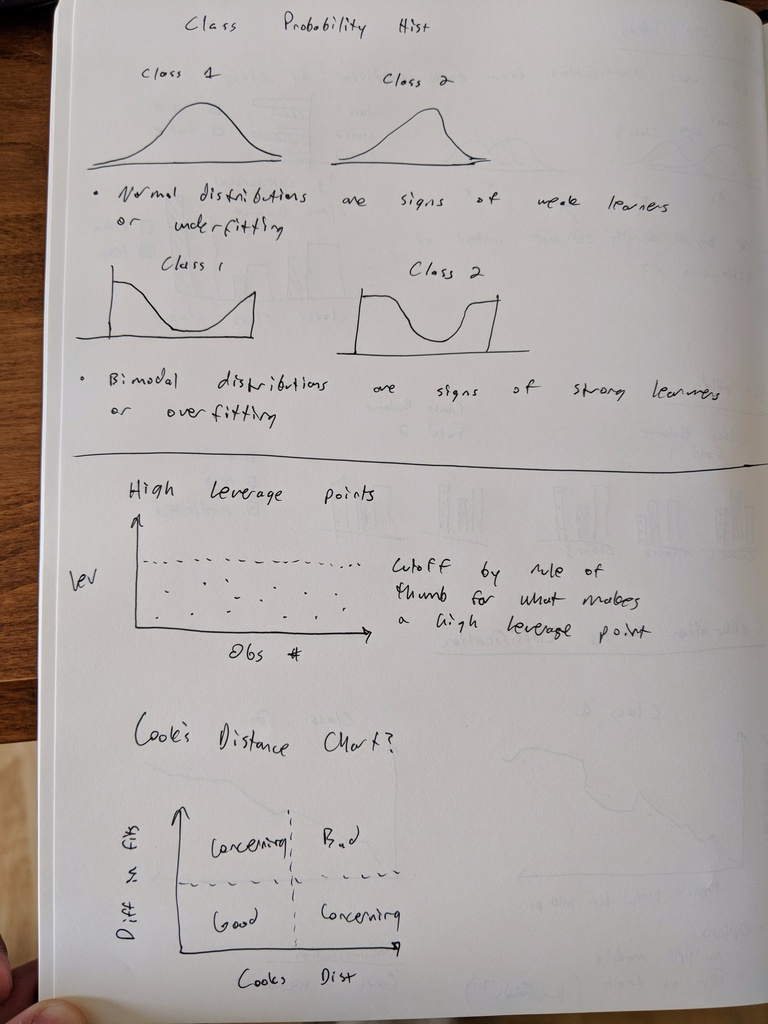 Class Probability Hist
Class 1
Class 2
• Normal distributions are signs of weak learners
or underfitting
Class 1
Class 2
• Bimodal distributions are signs of strong learners
or overfitting
High leverage points
Lev
Cutoff by rule of
thumb for what makes
a high leverage point
Obs #
Cook's Distance Chart?
Diff in fits
Concerning
Bad
Good
Concerning
Cooks Dist